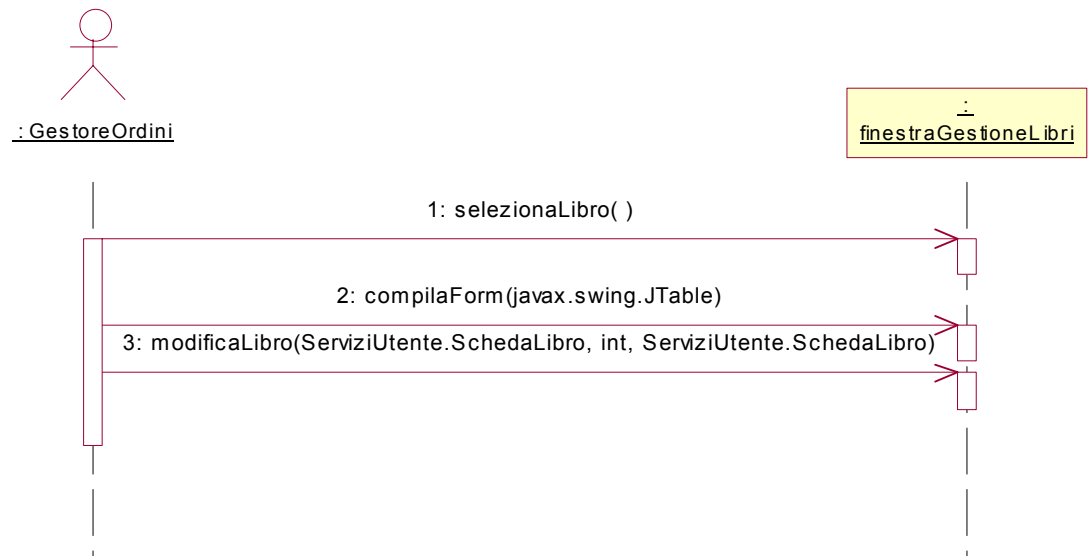 : GestoreOrdini
:
finestraGestioneLibri
1: selezionaLibro( )
2: compilaForm(javax.swing.JTable)
3: modificaLibro(ServiziUtente.SchedaLibro, int, ServiziUtente.SchedaLibro)